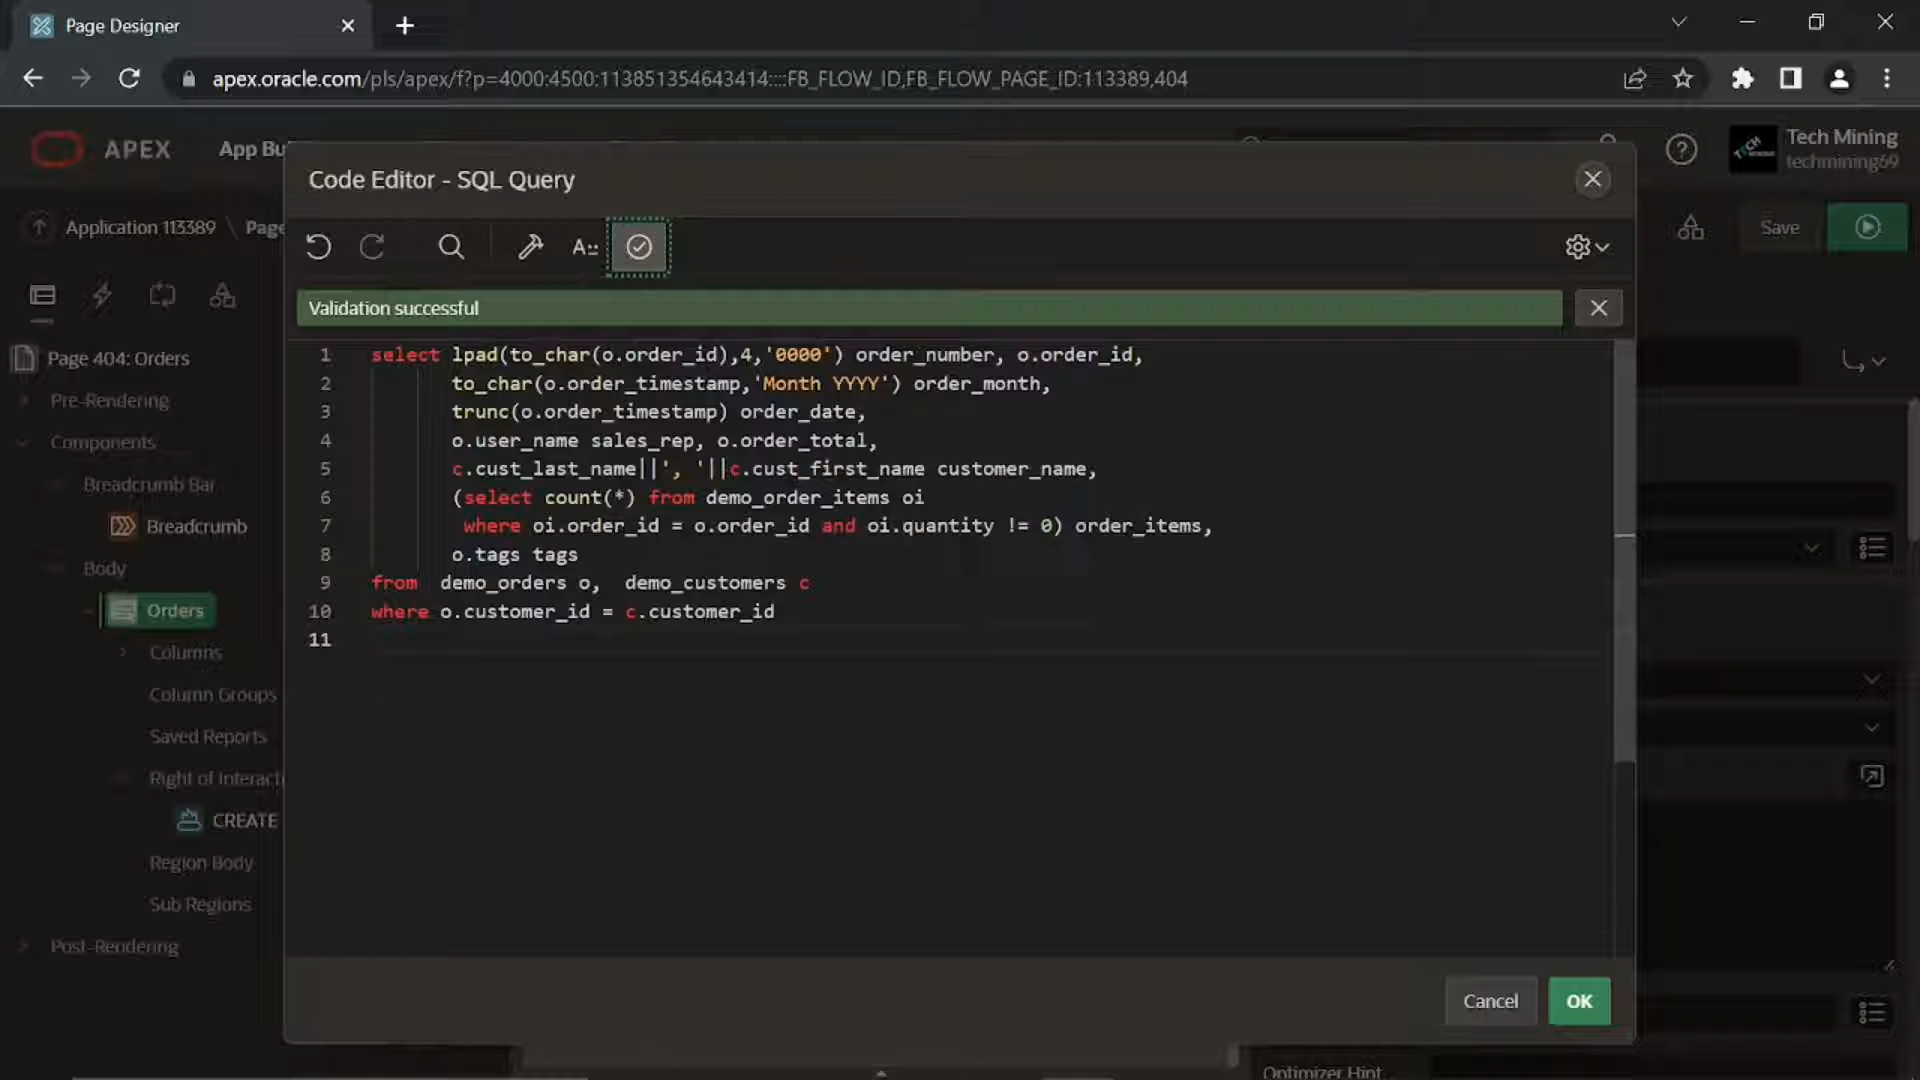 Page Designer
apex.oracle.com/pls/apex/f?p=4000:4500:113851354643414::::FB_FLOW_ID,FB_FLOW_PAGE_ID:113389,404
APEX
App Bu
Tech Mining
techmining69
Code Editor - SQL Query
Application 113389 \ Page
Save
Validation successful
Page 404: Orders
Pre-Rendering
Components
Breadcrumb Bar
Breadcrumb
Body
Orders
Columns
Column Groups
Saved Reports
Right of Interact
CREATE
Region Body
Sub Regions
Post-Rendering
1 select lpad(to_char(o.order_id),4,'0000') order_number, o.order_id,
2 to_char(o.order_timestamp,'Month YYYY') order_month,
3 trunc(o.order_timestamp) order_date,
4 o.user_name sales_rep, o.order_total,
5 c.cust_last_name||', '||c.cust_first_name customer_name,
6 (select count(*) from demo_order_items oi
7 where oi.order_id = o.order_id and oi.quantity != 0) order_items,
8 o.tags tags
9 from  demo_orders o,  demo_customers c
10 where o.customer_id = c.customer_id
11
Cancel
OK
Optimizer Hint